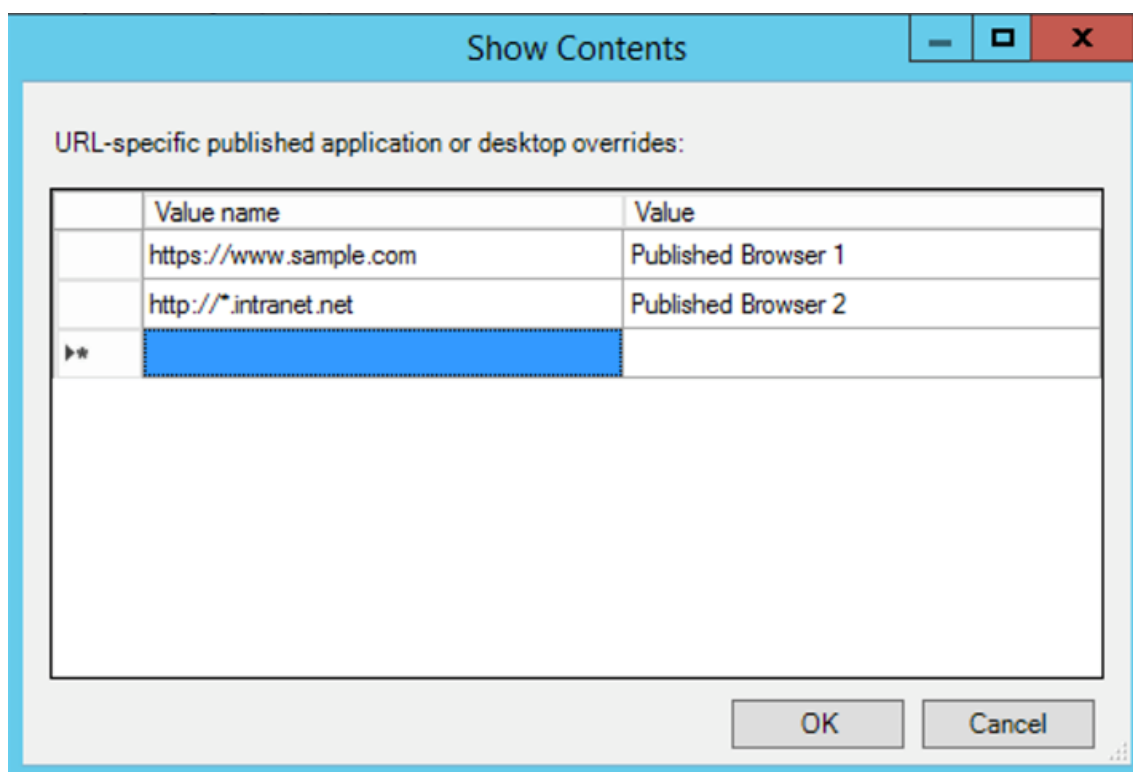 Show Contents
URL-specific published application or desktop overrides:
Value name Value
https://www.sample.com Published Browser 1
http://*.intranet.net Published Browser 2
OK Cancel